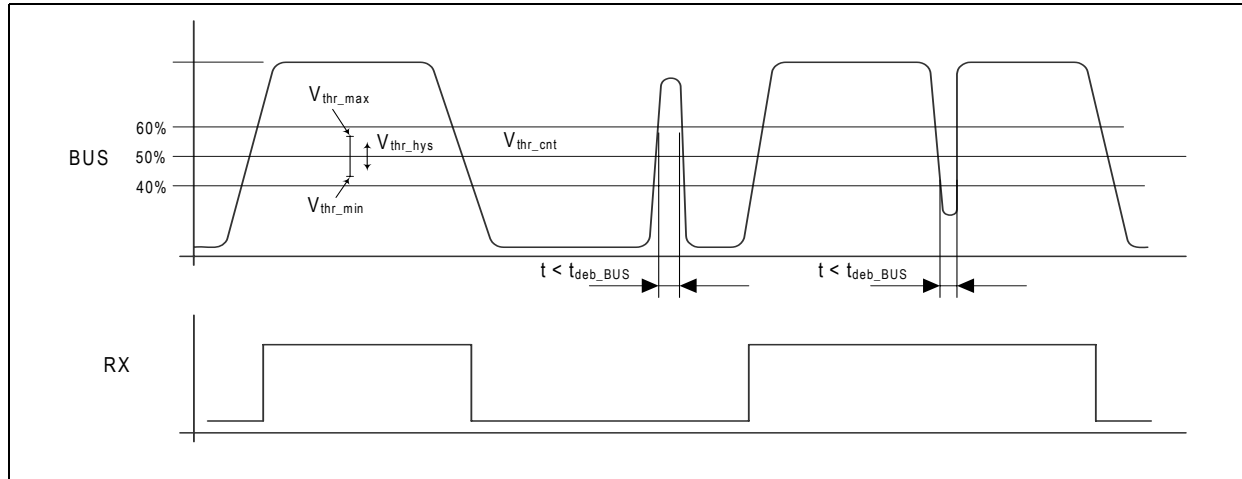 V_thr_max
60%
V_thr_hys
V_thr_cnt
BUS
50%
40%
V_thr_min
t < t_deb_BUS
t < t_deb_BUS
RX